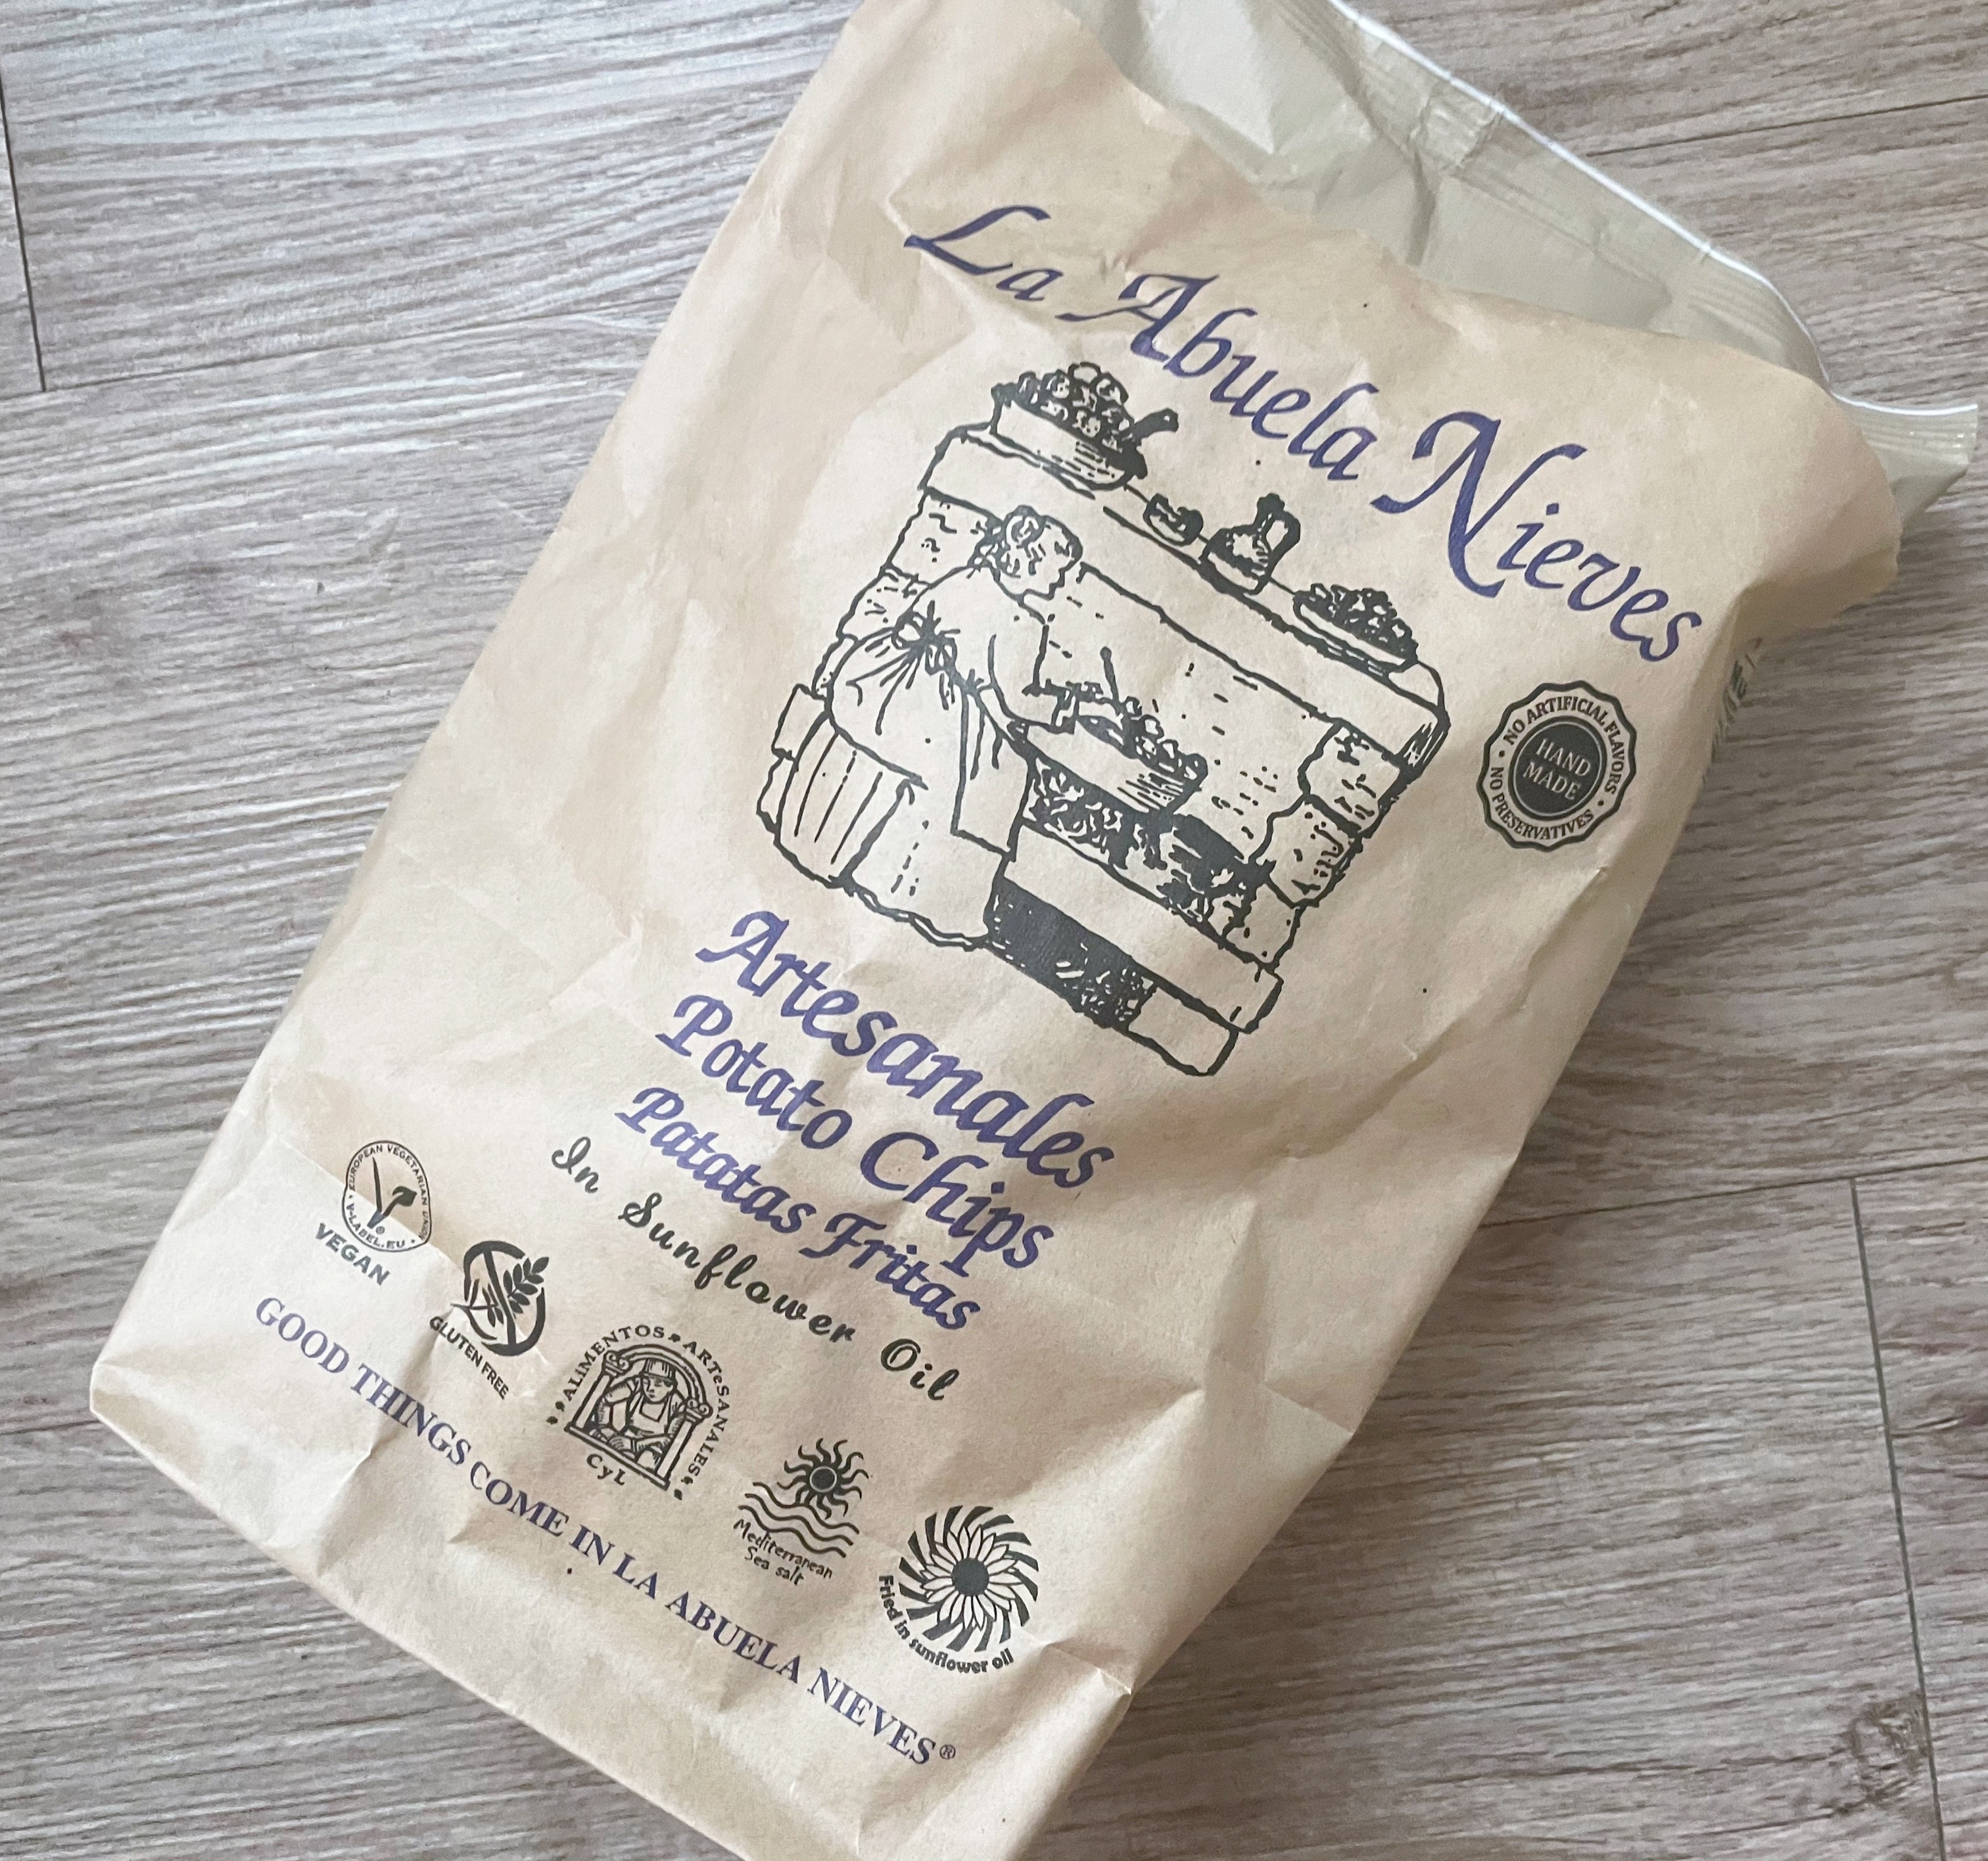 La Abuela Nieves
NO ARTIFICIAL FLAVORS
HAND
MADE
NO PRESERVATIVES
Artesanales
Potato Chips
Patatas Fritas
In Sunflower Oil
EUROPEAN VEGETARIAN UNION
V-LABEL.EU
VEGAN
GLUTEN FREE
ALIMENTOS ARTeSANALES
CyL
Mediterranean
Sea salt
Fried in sunflower oil
GOOD THINGS COME IN LA ABUELA NIEVES®